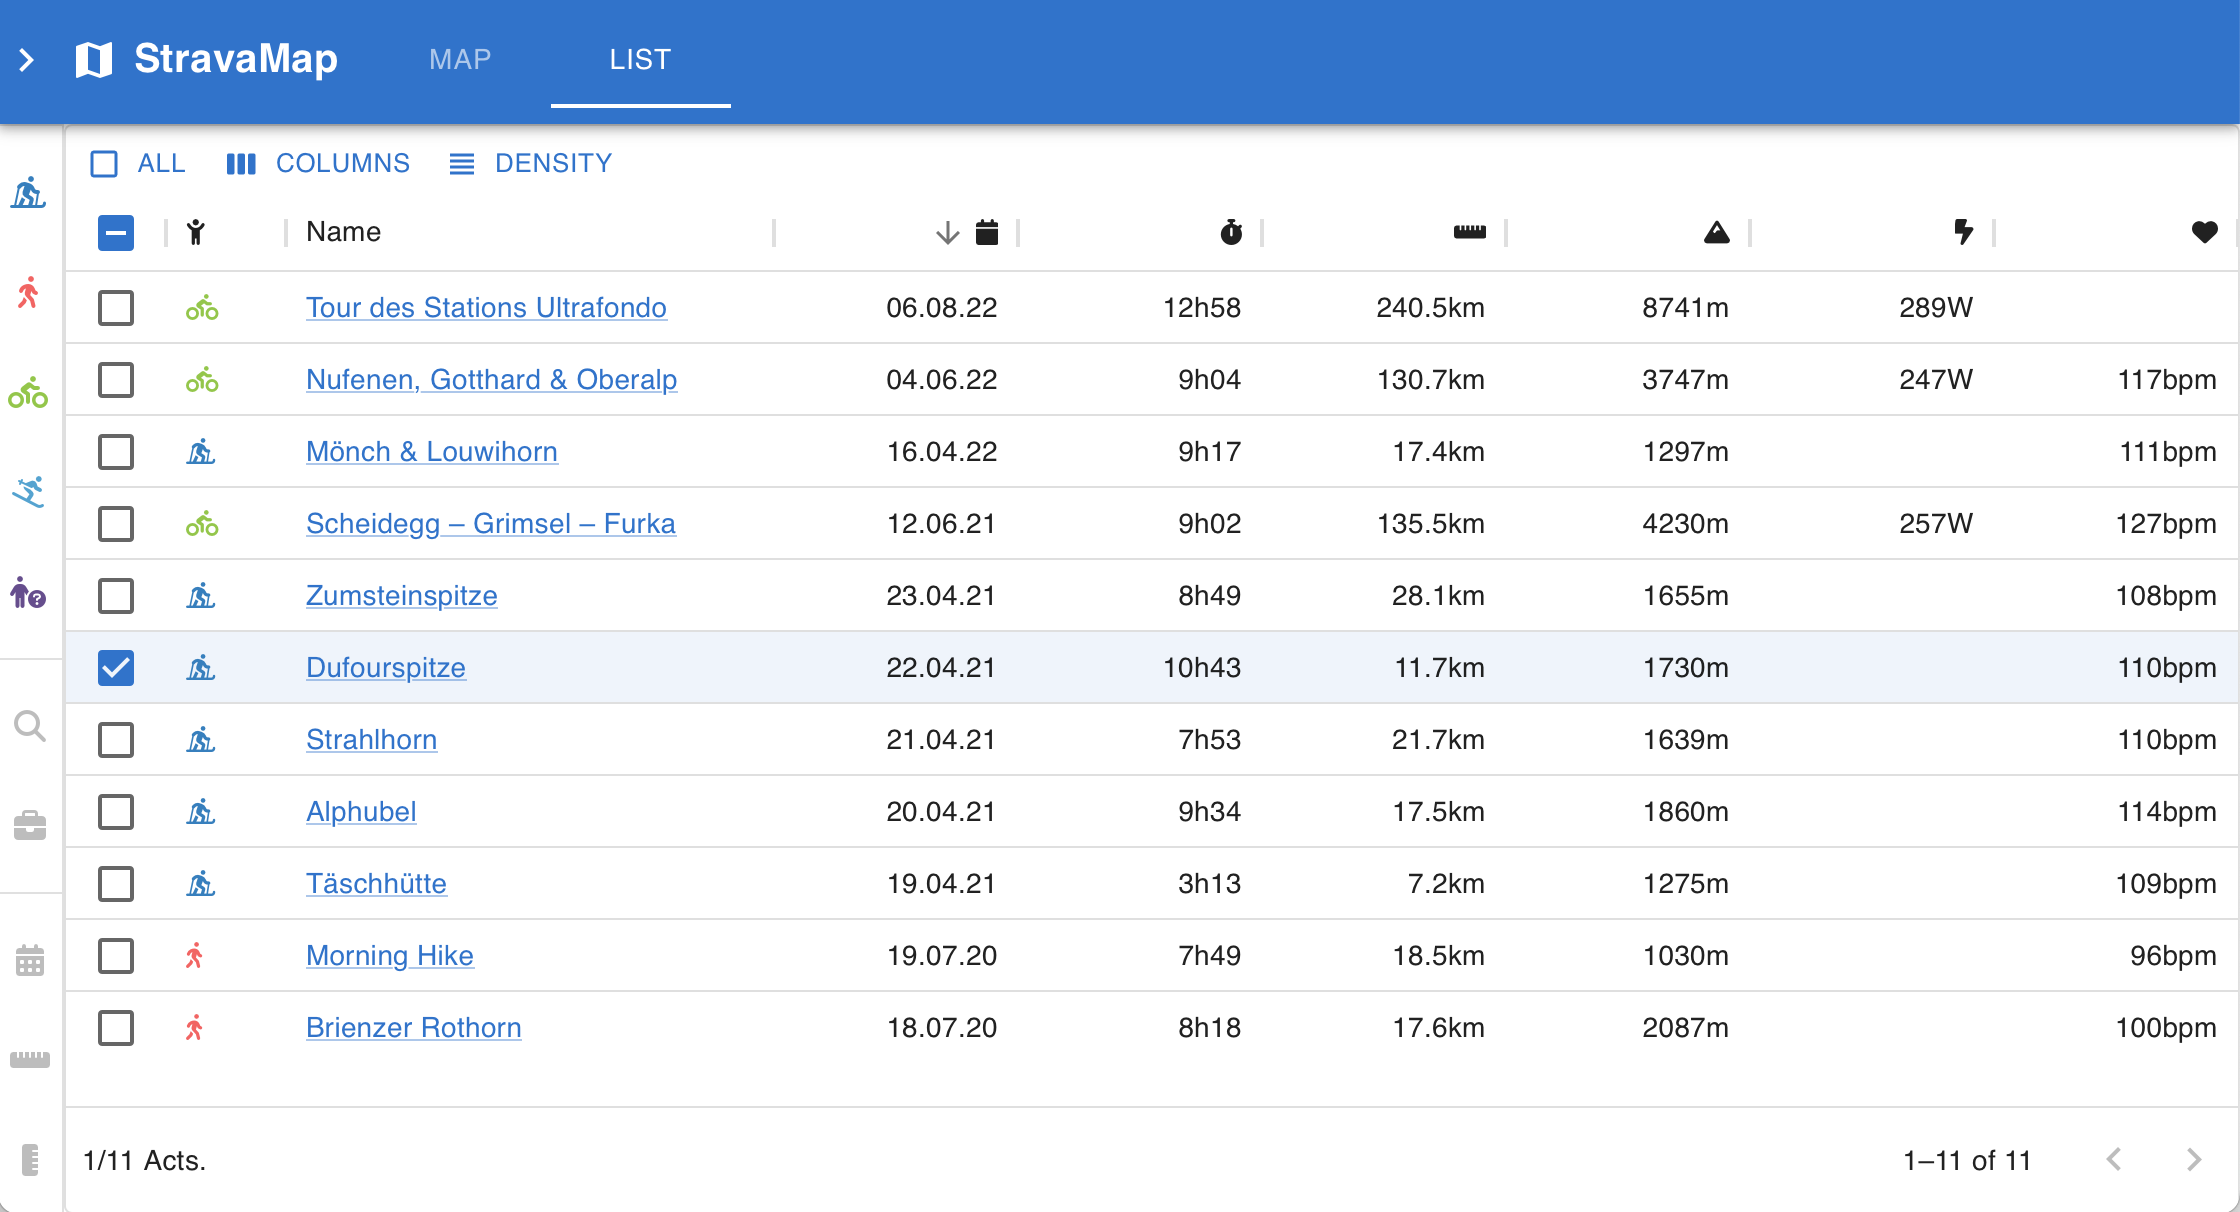 StravaMap MAP LIST
ALL COLUMNS DENSITY
Name
Tour des Stations Ultrafondo 06.08.22 12h58 240.5km 8741m 289W
Nufenen, Gotthard & Oberalp 04.06.22 9h04 130.7km 3747m 247W 117bpm
Mönch & Louwihorn 16.04.22 9h17 17.4km 1297m 111bpm
Scheidegg – Grimsel – Furka 12.06.21 9h02 135.5km 4230m 257W 127bpm
Zumsteinspitze 23.04.21 8h49 28.1km 1655m 108bpm
Dufourspitze 22.04.21 10h43 11.7km 1730m 110bpm
Strahlhorn 21.04.21 7h53 21.7km 1639m 110bpm
Alphubel 20.04.21 9h34 17.5km 1860m 114bpm
Täschhütte 19.04.21 3h13 7.2km 1275m 109bpm
Morning Hike 19.07.20 7h49 18.5km 1030m 96bpm
Brienzer Rothorn 18.07.20 8h18 17.6km 2087m 100bpm
1/11 Acts. 1–11 of 11